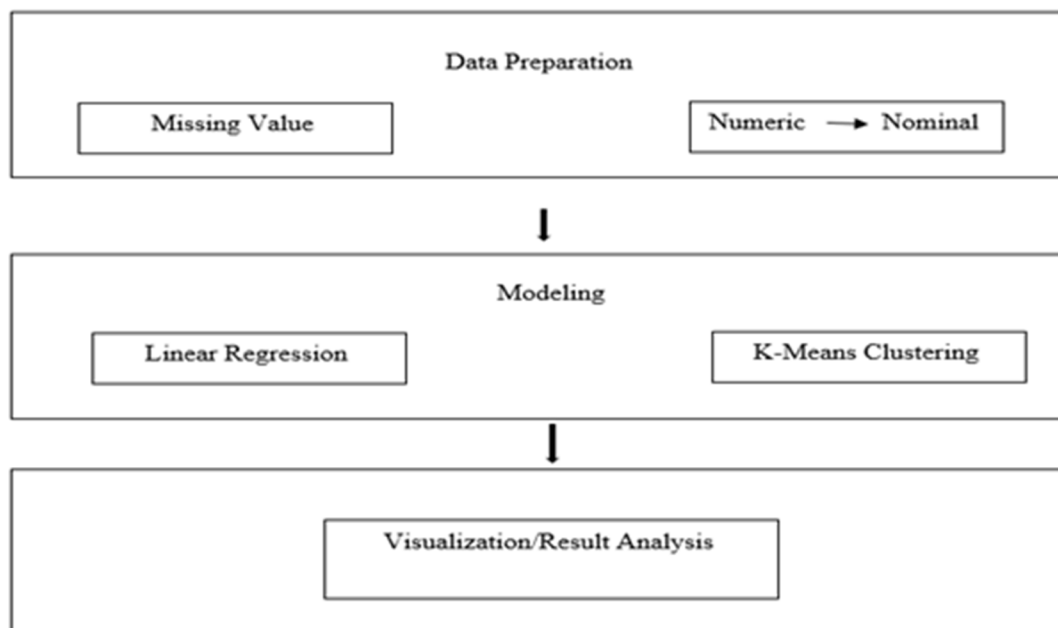 Data Preparation
Missing Value
Numeric → Nominal
Modeling
Linear Regression
K-Means Clustering
Visualization/Result Analysis